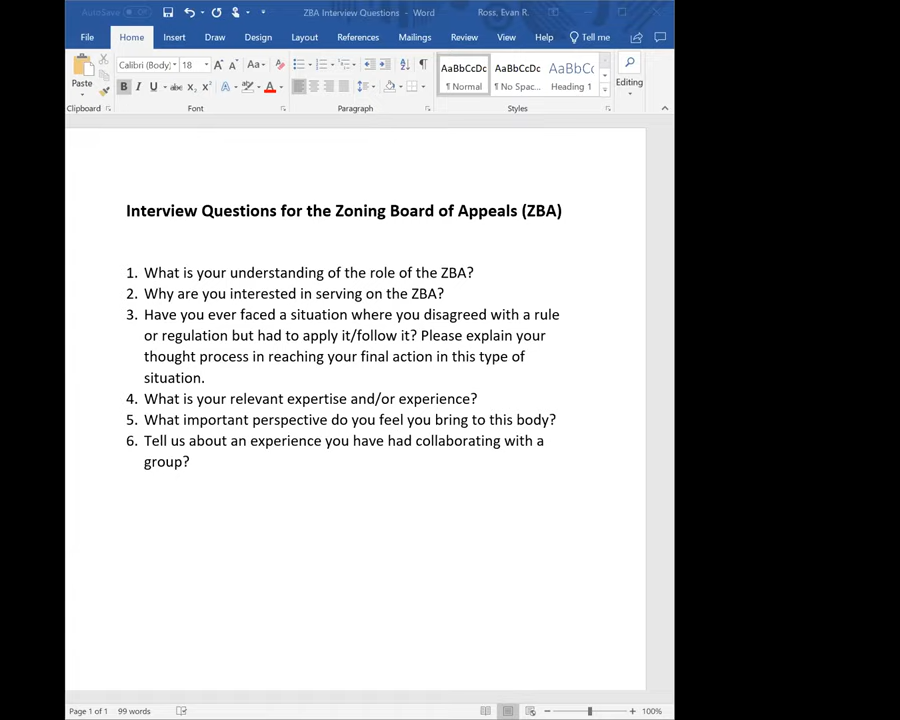 AutoSave Off ZBA Interview Questions - Word Ross, Evan R.
File Home Insert Draw Design Layout References Mailings Review View Help Tell me
Calibri (Body) 18 Aa AaBbCcDc AaBbCcDc AaBbCc
Paste B I U abc x₂ x² A A ¶ Normal ¶ No Spac... Heading 1 Editing
Clipboard Font Paragraph Styles
Interview Questions for the Zoning Board of Appeals (ZBA)
1. What is your understanding of the role of the ZBA?
2. Why are you interested in serving on the ZBA?
3. Have you ever faced a situation where you disagreed with a rule
or regulation but had to apply it/follow it? Please explain your
thought process in reaching your final action in this type of
situation.
4. What is your relevant expertise and/or experience?
5. What important perspective do you feel you bring to this body?
6. Tell us about an experience you have had collaborating with a
group?
Page 1 of 1 99 words 100%